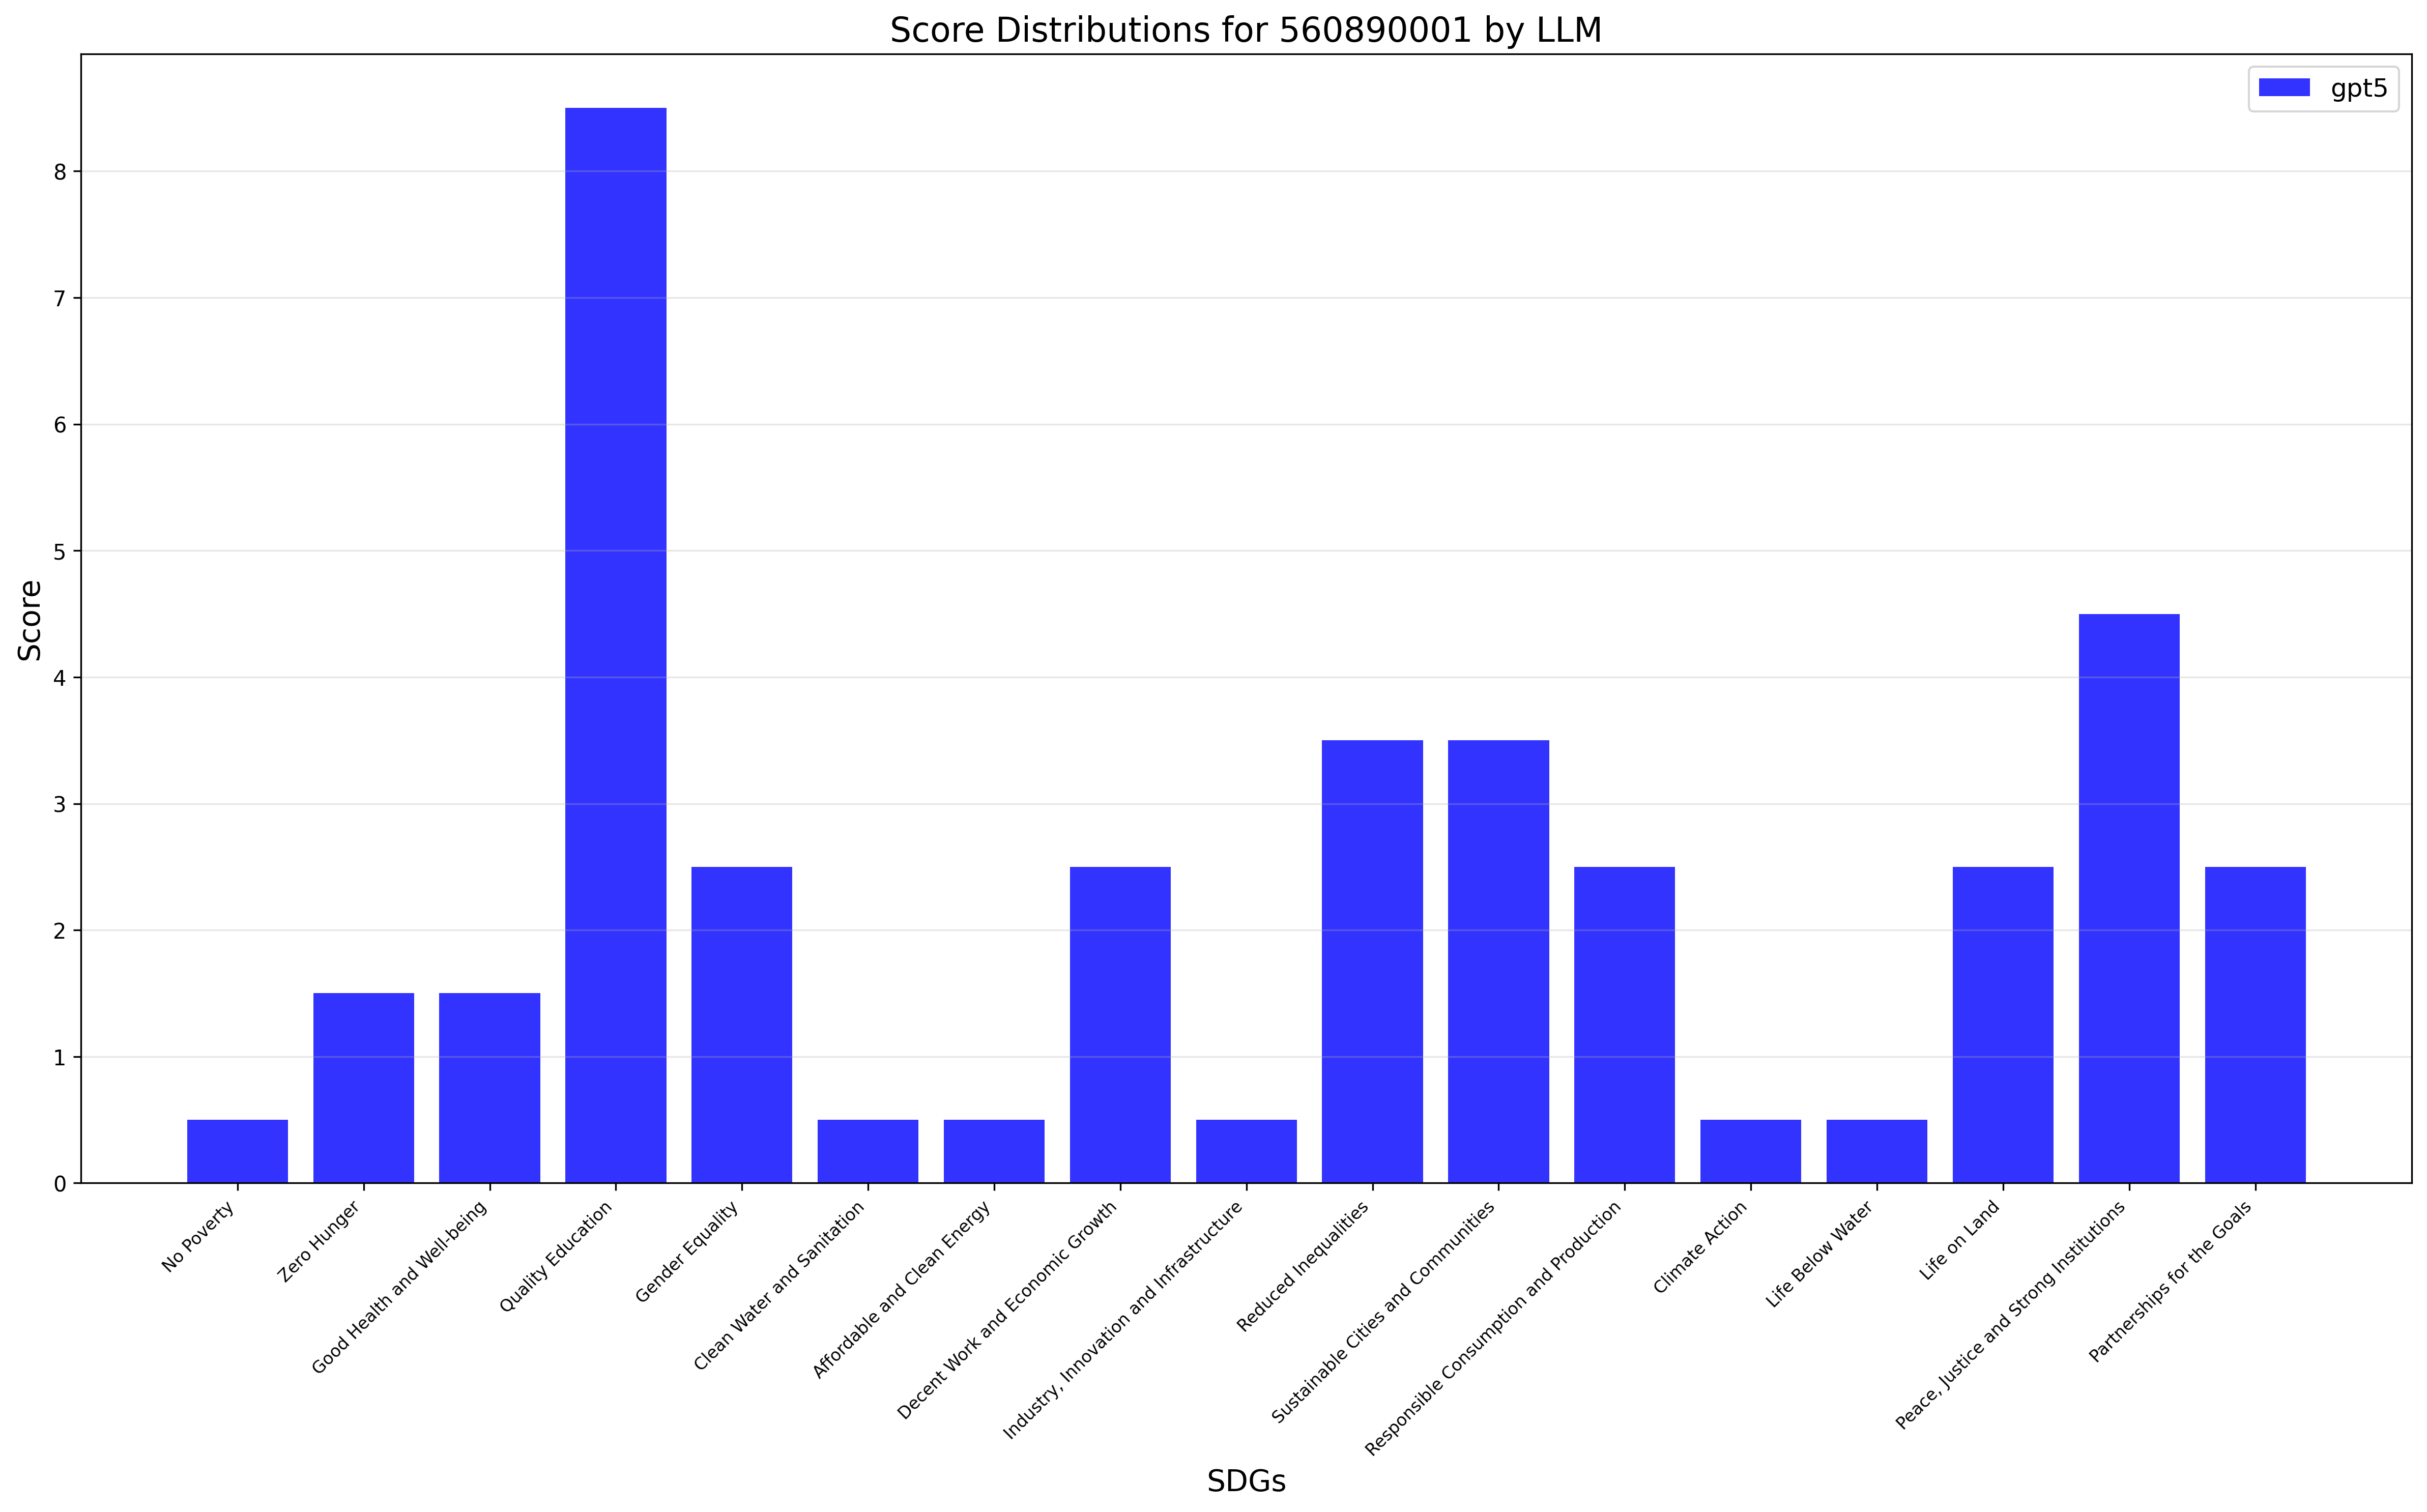 Score Distributions for 560890001 by LLM
gpt5
Score
8
7
6
5
4
3
2
1
0
No Poverty
Zero Hunger
Good Health and Well-being
Quality Education
Gender Equality
Clean Water and Sanitation
Affordable and Clean Energy
Decent Work and Economic Growth
Industry, Innovation and Infrastructure
Reduced Inequalities
Sustainable Cities and Communities
Responsible Consumption and Production
Climate Action
Life Below Water
Life on Land
Peace, Justice and Strong Institutions
Partnerships for the Goals
SDGs